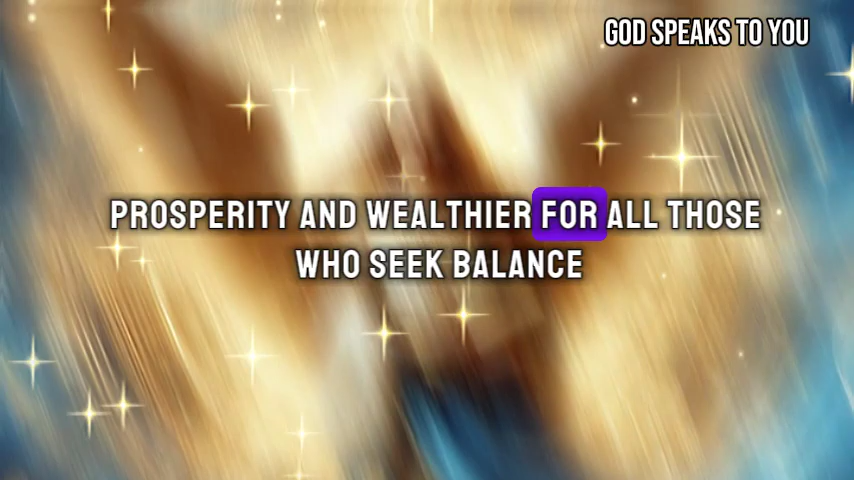 GOD SPEAKS TO YOU
PROSPERITY AND WEALTHIER FOR ALL THOSE
WHO SEEK BALANCE